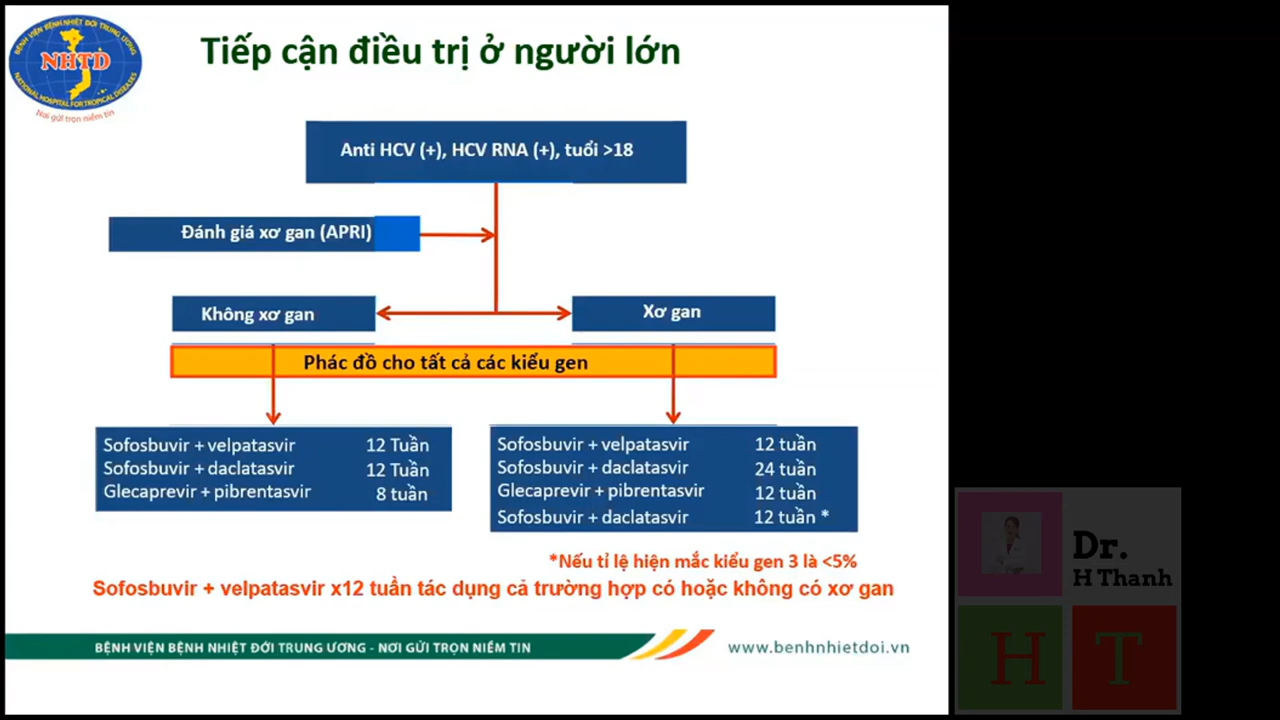 BỆNH VIỆN BỆNH NHIỆT ĐỚI TRUNG ƯƠNG
NHTD
NATIONAL HOSPITAL FOR TROPICAL DISEASES
Nơi gửi trọn niềm tin
Tiếp cận điều trị ở người lớn
Anti HCV (+), HCV RNA (+), tuổi >18
Đánh giá xơ gan (APRI)
Không xơ gan
Xơ gan
Phác đồ cho tất cả các kiểu gen
Sofosbuvir + velpatasvir 12 Tuần
Sofosbuvir + daclatasvir 12 Tuần
Glecaprevir + pibrentasvir 8 tuần
Sofosbuvir + velpatasvir 12 tuần
Sofosbuvir + daclatasvir 24 tuần
Glecaprevir + pibrentasvir 12 tuần
Sofosbuvir + daclatasvir 12 tuần *
*Nếu tỉ lệ hiện mắc kiểu gen 3 là <5%
Sofosbuvir + velpatasvir x12 tuần tác dụng cả trường hợp có hoặc không có xơ gan
BỆNH VIỆN BỆNH NHIỆT ĐỚI TRUNG ƯƠNG - NƠI GỬI TRỌN NIỀM TIN
www.benhnhietdoi.vn
Dr.
H Thanh
H T